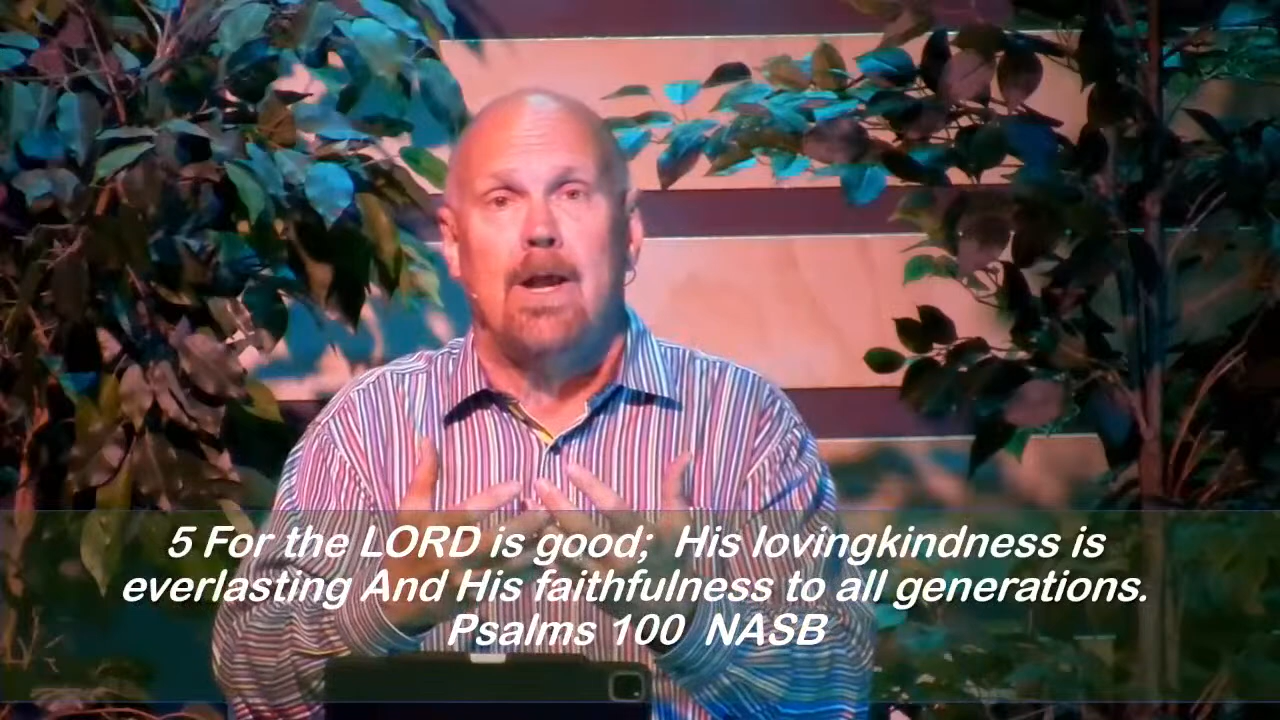 5 For the LORD is good;  His lovingkindness is
everlasting And His faithfulness to all generations.
Psalms 100  NASB